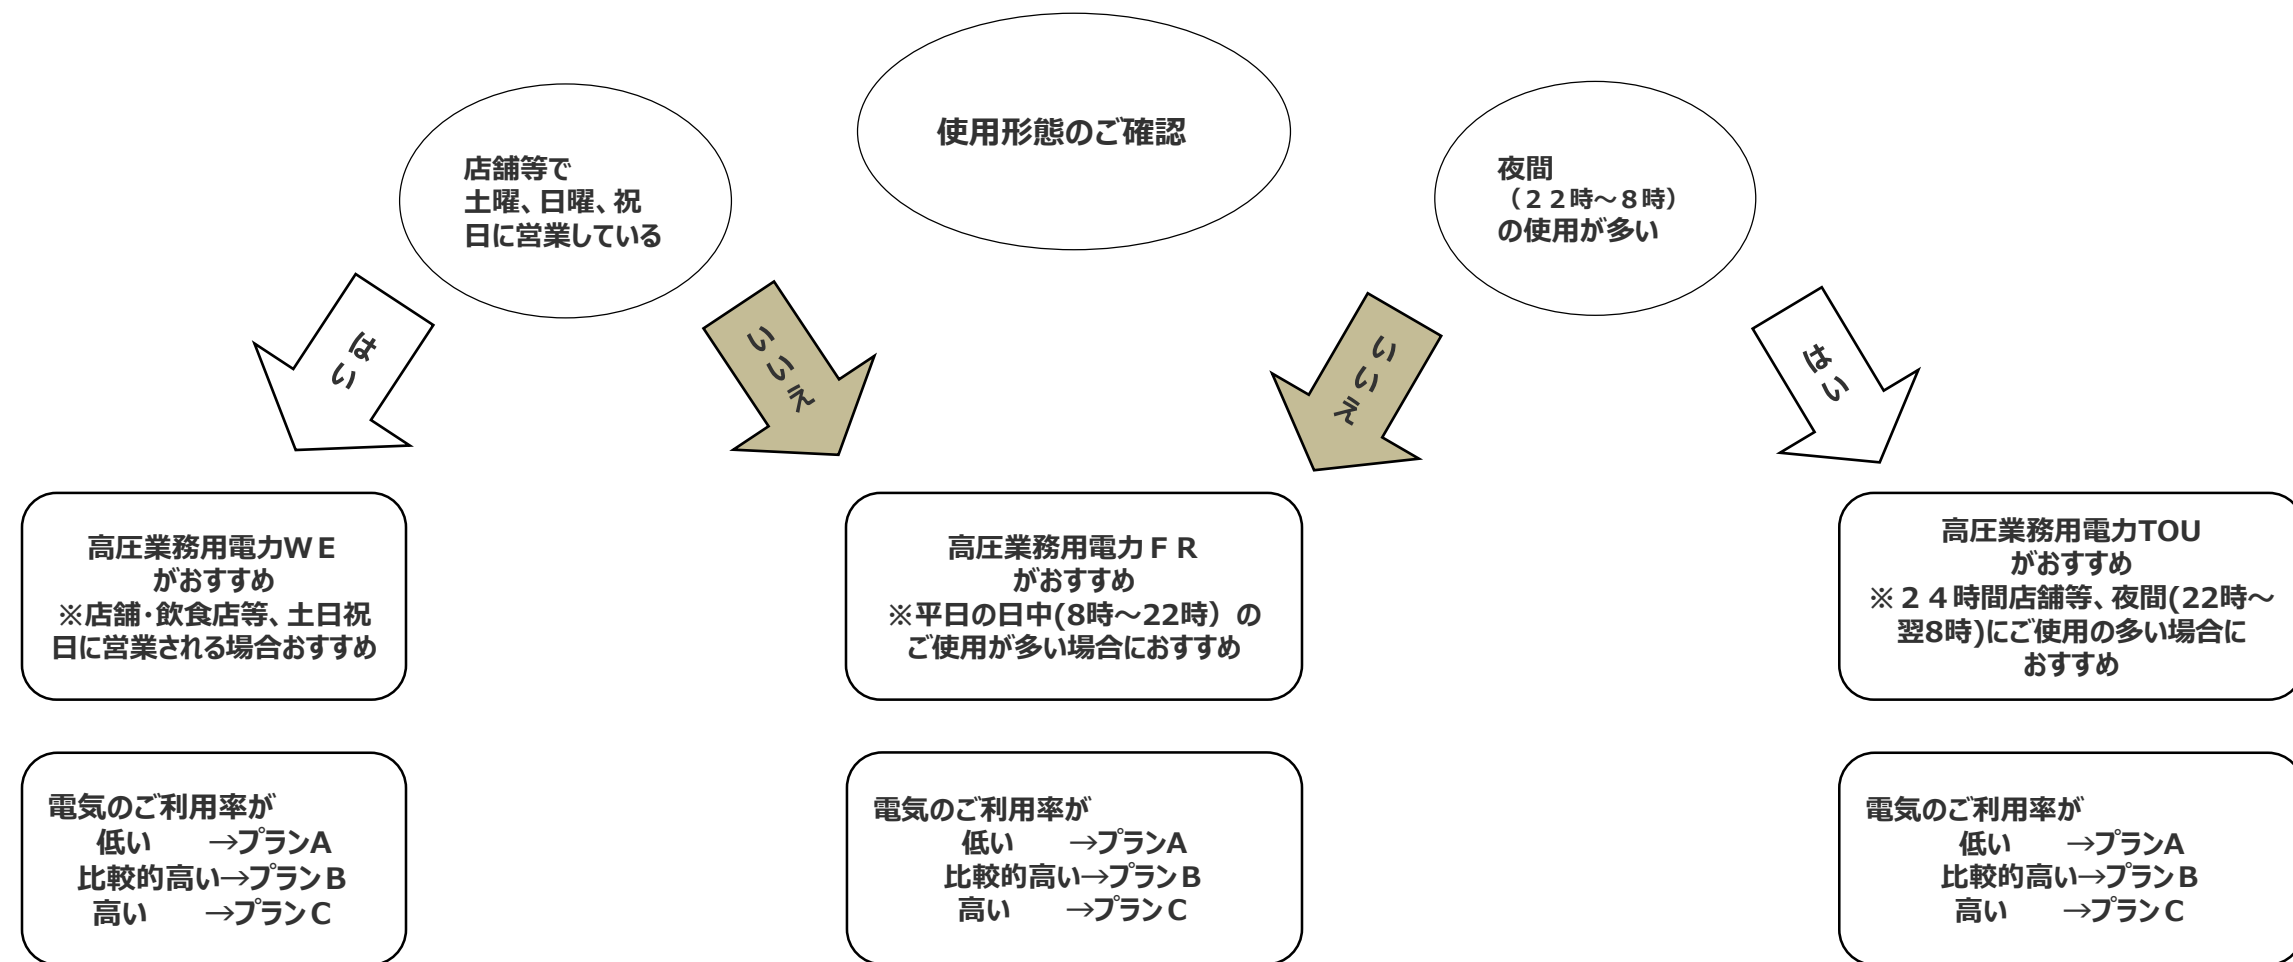 使用形態のご確認
店舗等で
土曜、日曜、祝
日に営業している
夜間
（２２時～８時）
の使用が多い
はい
いいえ
いいえ
はい
高圧業務用電力ＷＥ
がおすすめ
※店舗･飲食店等、土日祝
日に営業される場合おすすめ
高圧業務用電力ＦＲ
がおすすめ
※平日の日中(8時～22時）の
ご使用が多い場合におすすめ
高圧業務用電力TOU
がおすすめ
※２４時間店舗等、夜間(22時～
翌8時)にご使用の多い場合に
おすすめ
電気のご利用率が
低い　　→プランA
比較的高い→プランＢ
高い　　→プランＣ
電気のご利用率が
低い　　→プランA
比較的高い→プランＢ
高い　　→プランＣ
電気のご利用率が
低い　　→プランA
比較的高い→プランＢ
高い　　→プランＣ